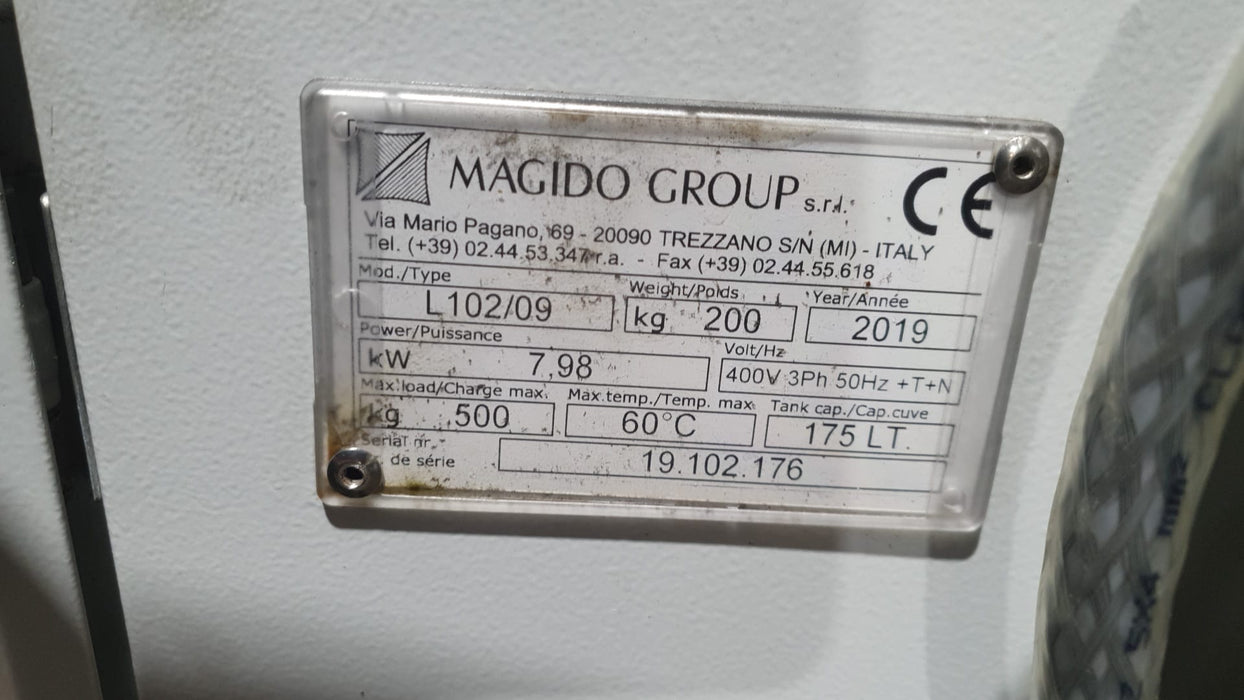 MAGIDO GROUP s.r.l. CE
Via Mario Pagano, 69 - 20090 TREZZANO S/N (MI) - ITALY
Tel. (+39) 02.44.53.347 r.a. - Fax (+39) 02.44.55.618
Mod./Type Weight/Poids Year/Année
L102/09 kg 200 2019
Power/Puissance Volt/Hz
kW 7,98 400V 3Ph 50Hz +T+N
Max.load/Charge max. Max.temp./Temp. max. Tank cap./Cap.cuve
kg 500 60°C 175 LT.
Serial nr.
de série 19.102.176
5X4
mm